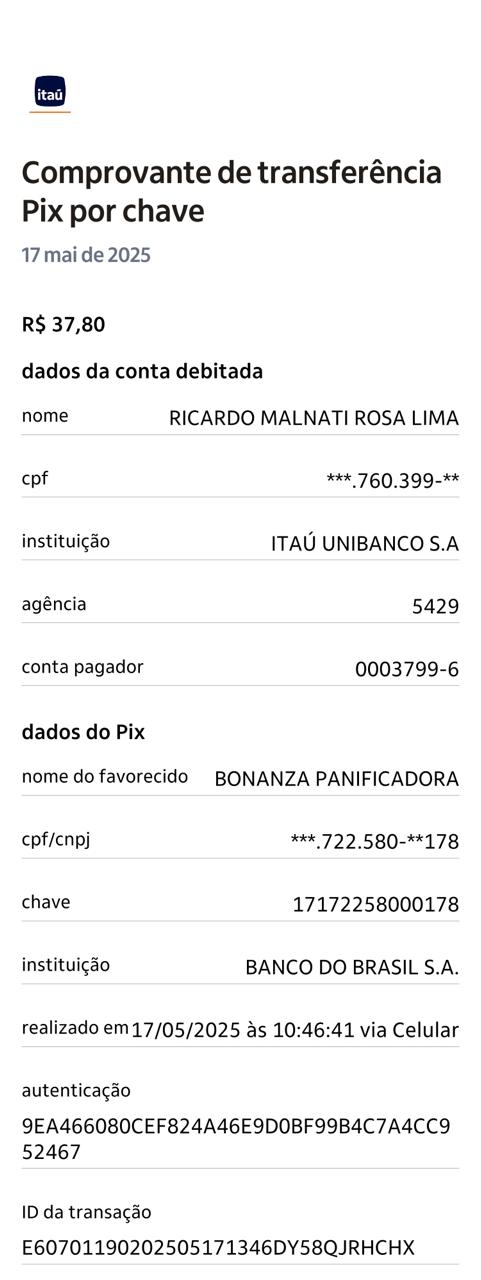 itaú
Comprovante de transferência
Pix por chave
17 mai de 2025
R$ 37,80
dados da conta debitada
nome RICARDO MALNATI ROSA LIMA
cpf ***.760.399-**
instituição ITAÚ UNIBANCO S.A
agência 5429
conta pagador 0003799-6
dados do Pix
nome do favorecido BONANZA PANIFICADORA
cpf/cnpj ***.722.580-**178
chave 17172258000178
instituição BANCO DO BRASIL S.A.
realizado em 17/05/2025 às 10:46:41 via Celular
autenticação
9EA466080CEF824A46E9D0BF99B4C7A4CC9
52467
ID da transação
E60701190202505171346DY58QJRHCHX